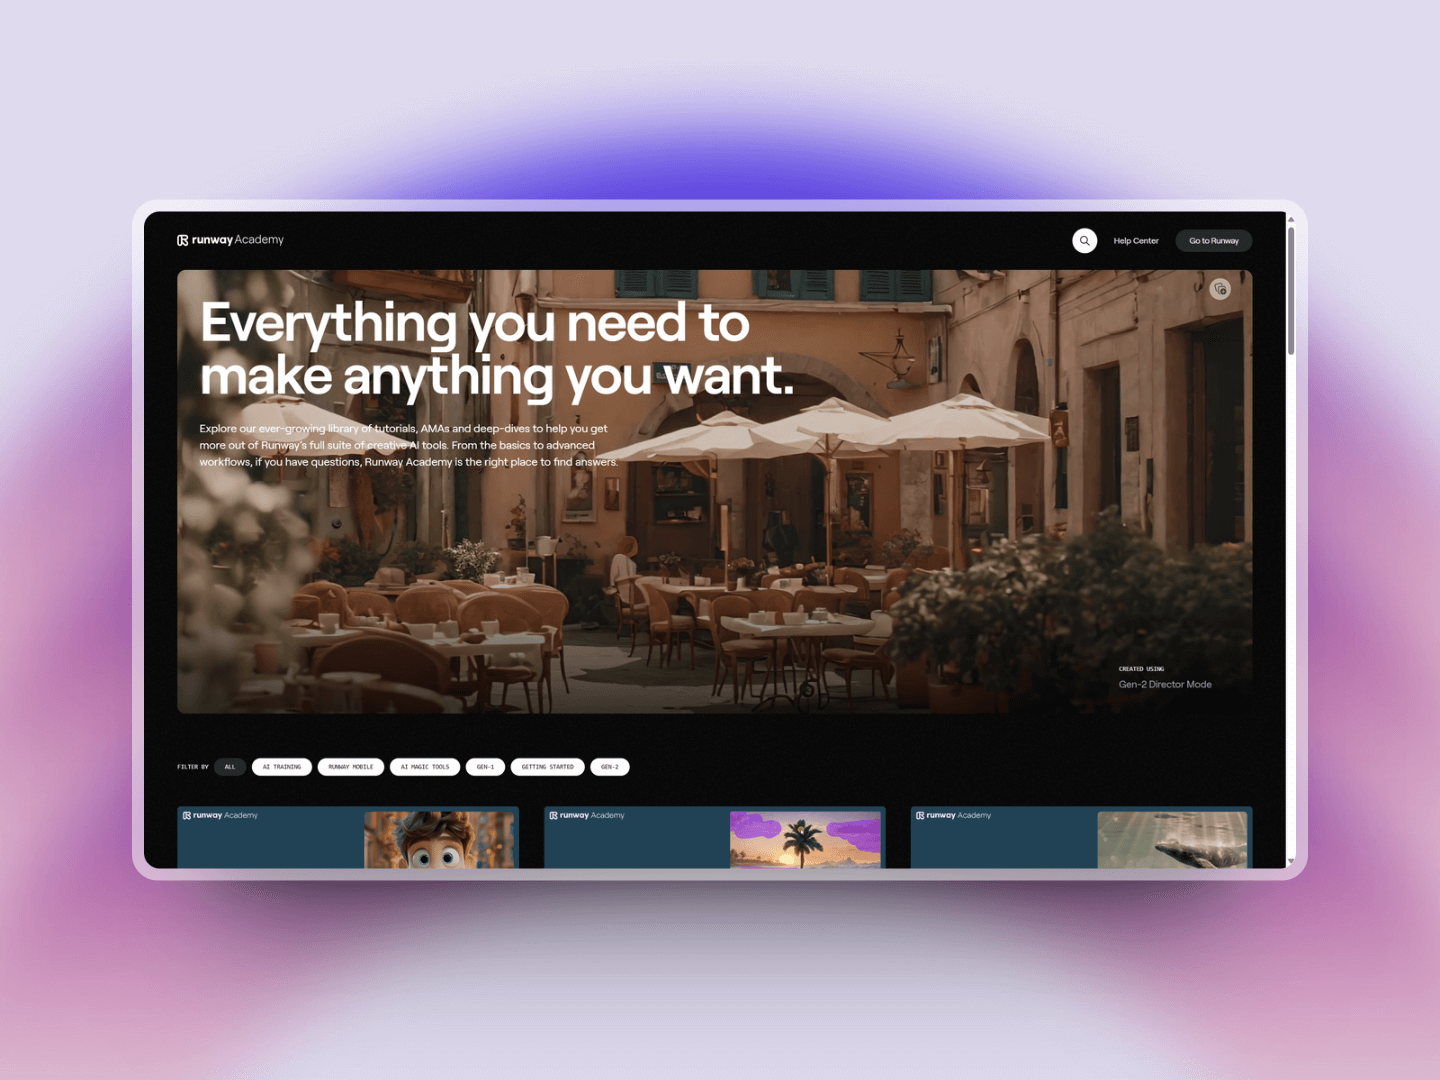 runway Academy
Help Center
Go to Runway
Everything you need to
make anything you want.
Explore our ever-growing library of tutorials, AMAs and deep-dives to help you get
more out of Runway's full suite of creative AI tools. From the basics to advanced
workflows, if you have questions, Runway Academy is the right place to find answers.
CREATED USING
Gen-2 Director Mode
FILTER BY
ALL
AI TRAINING
RUNWAY MOBILE
AI MAGIC TOOLS
GEN-1
GETTING STARTED
GEN-2
runway Academy
runway Academy
runway Academy